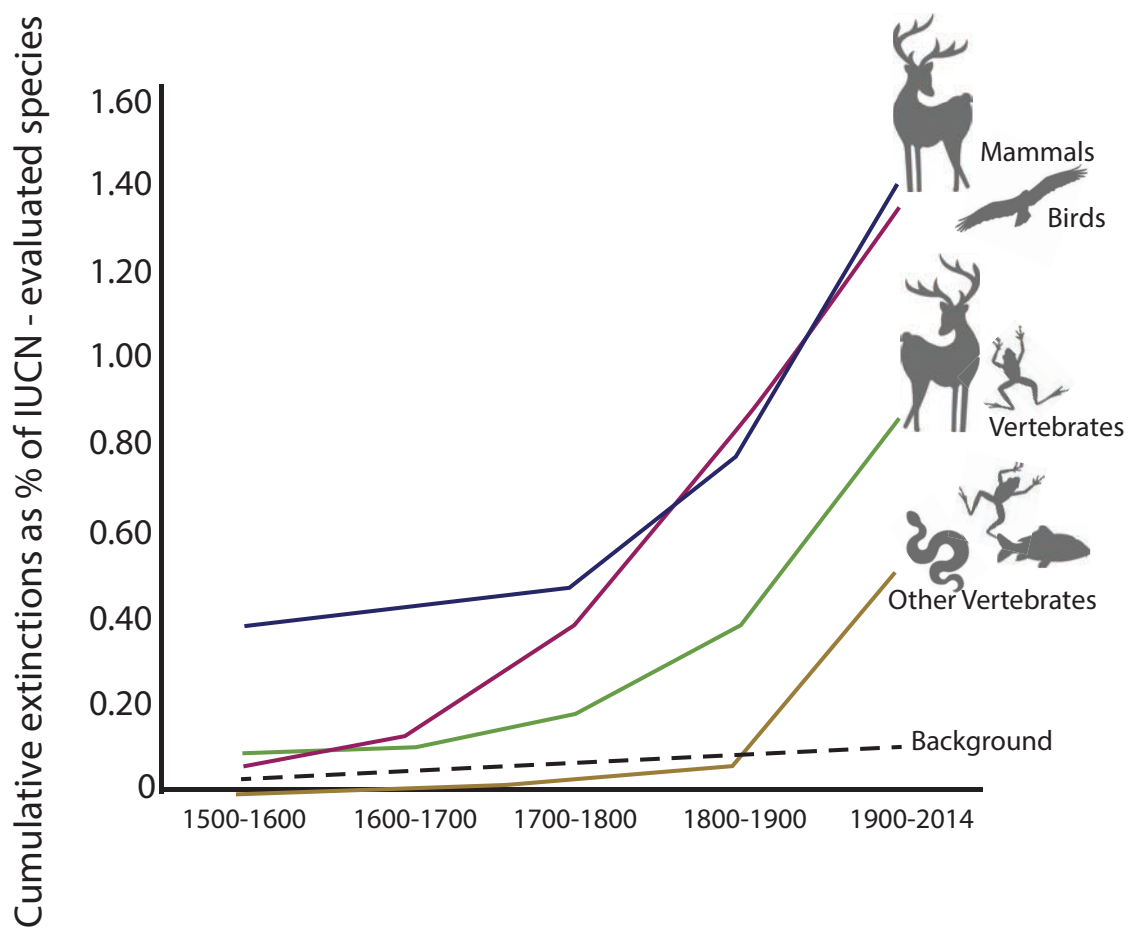 Cumulative extinctions as % of IUCN - evaluated species
1.60
1.40
1.20
1.00
0.80
0.60
0.40
0.20
0
Mammals
Birds
Vertebrates
Other Vertebrates
Background
1500-1600 1600-1700 1700-1800 1800-1900 1900-2014